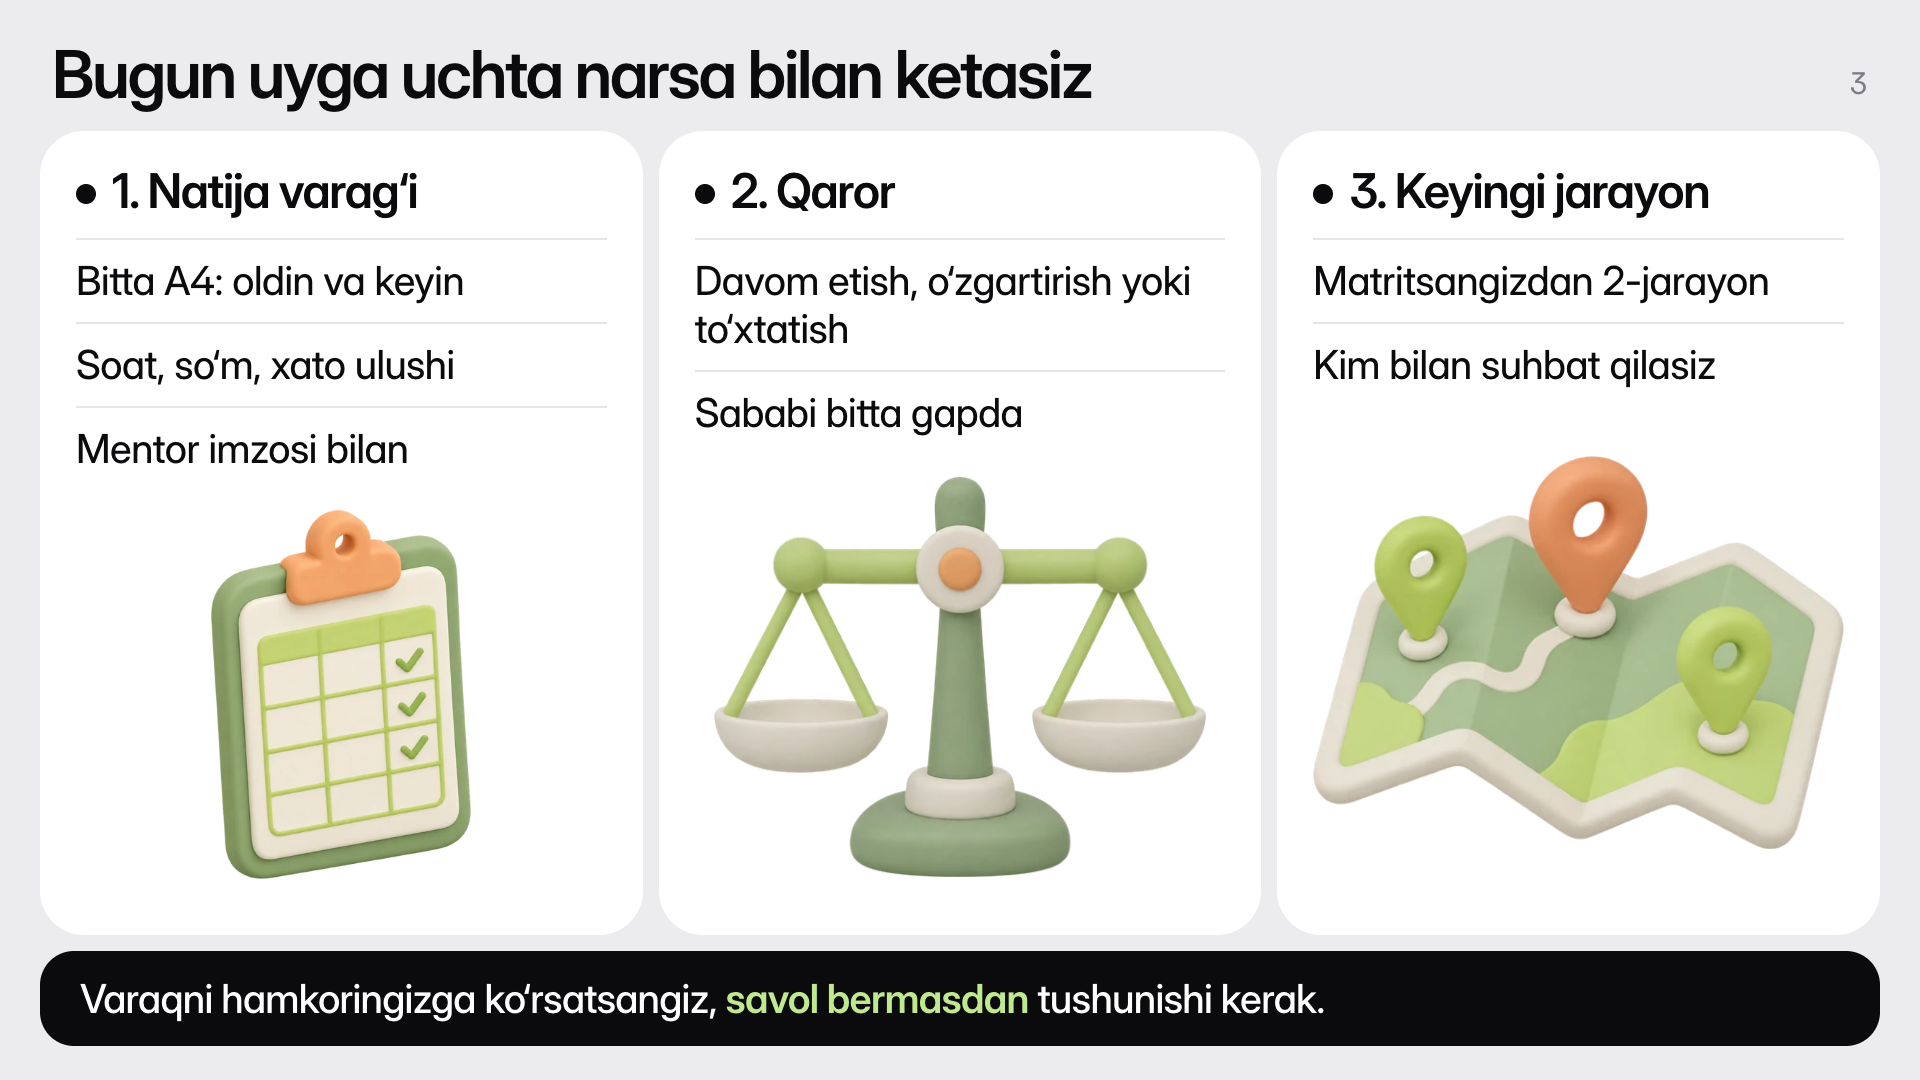 Bugun uyga uchta narsa bilan ketasiz
3
• 1. Natija varag‘i
Bitta A4: oldin va keyin
Soat, so‘m, xato ulushi
Mentor imzosi bilan
• 2. Qaror
Davom etish, o‘zgartirish yoki
to‘xtatish
Sababi bitta gapda
• 3. Keyingi jarayon
Matritsangizdan 2-jarayon
Kim bilan suhbat qilasiz
Varaqni hamkoringizga ko‘rsatsangiz, savol bermasdan tushunishi kerak.